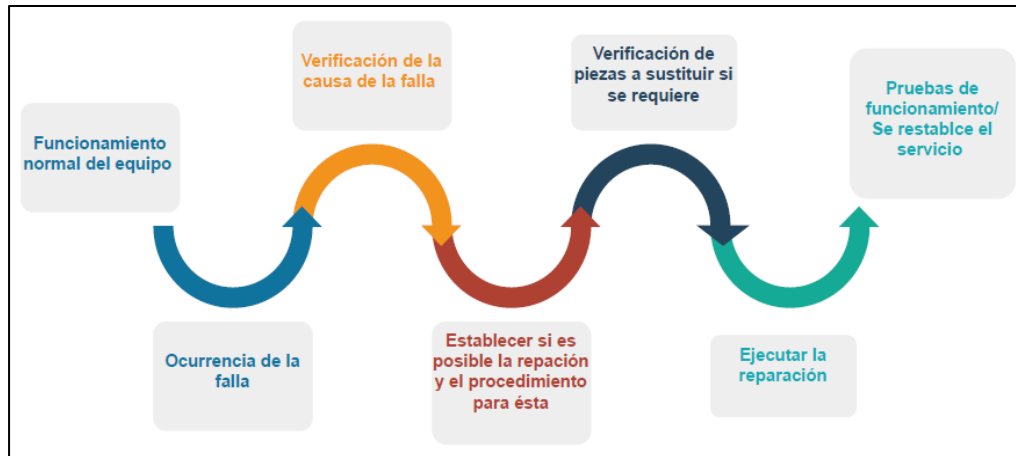 Funcionamiento
normal del equipo
Ocurrencia de la
falla
Verificación de la
causa de la falla
Establecer si es
posible la repación
y el procedimiento
para ésta
Verificación de
piezas a sustituir si
se requiere
Ejecutar la
reparación
Pruebas de
funcionamiento/
Se restablce el
servicio